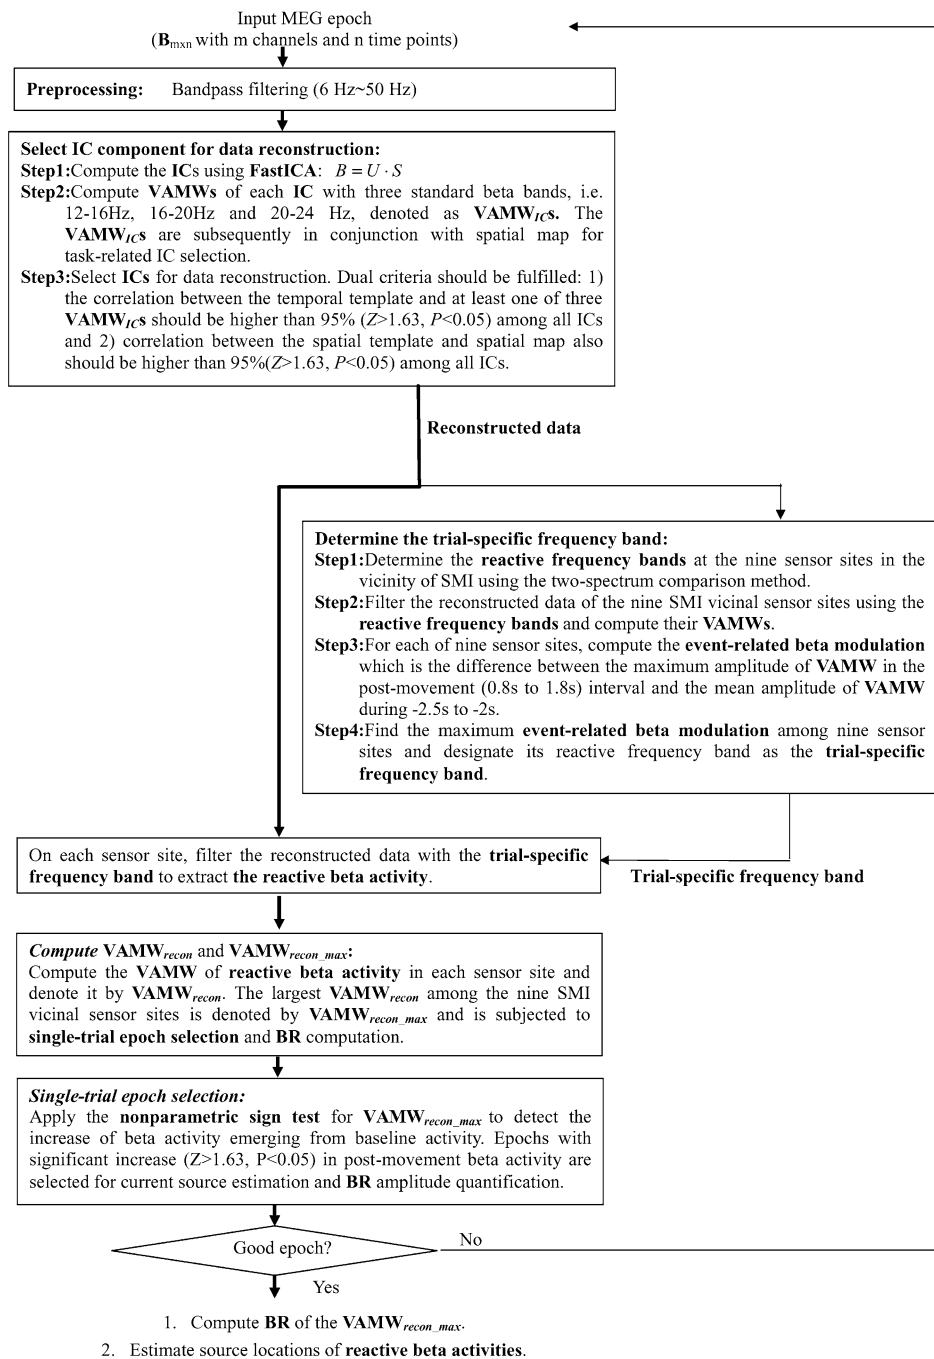 Input MEG epoch
(Bmxn with m channels and n time points)
Preprocessing: Bandpass filtering (6 Hz~50 Hz)
Select IC component for data reconstruction:
Step1:Compute the ICs using FastICA: B = U · S
Step2:Compute VAMWs of each IC with three standard beta bands, i.e.
12-16Hz, 16-20Hz and 20-24 Hz, denoted as VAMWICs. The
VAMWICs are subsequently in conjunction with spatial map for
task-related IC selection.
Step3:Select ICs for data reconstruction. Dual criteria should be fulfilled: 1)
the correlation between the temporal template and at least one of three
VAMWICs should be higher than 95% (Z>1.63, P<0.05) among all ICs
and 2) correlation between the spatial template and spatial map also
should be higher than 95%(Z>1.63, P<0.05) among all ICs.
Reconstructed data
Determine the trial-specific frequency band:
Step1:Determine the reactive frequency bands at the nine sensor sites in the
vicinity of SMI using the two-spectrum comparison method.
Step2:Filter the reconstructed data of the nine SMI vicinal sensor sites using the
reactive frequency bands and compute their VAMWs.
Step3:For each of nine sensor sites, compute the event-related beta modulation
which is the difference between the maximum amplitude of VAMW in the
post-movement (0.8s to 1.8s) interval and the mean amplitude of VAMW
during -2.5s to -2s.
Step4:Find the maximum event-related beta modulation among nine sensor
sites and designate its reactive frequency band as the trial-specific
frequency band.
On each sensor site, filter the reconstructed data with the trial-specific
frequency band to extract the reactive beta activity.
Trial-specific frequency band
Compute VAMWrecon and VAMWrecon_max:
Compute the VAMW of reactive beta activity in each sensor site and
denote it by VAMWrecon. The largest VAMWrecon among the nine SMI
vicinal sensor sites is denoted by VAMWrecon_max and is subjected to
single-trial epoch selection and BR computation.
Single-trial epoch selection:
Apply the nonparametric sign test for VAMWrecon_max to detect the
increase of beta activity emerging from baseline activity. Epochs with
significant increase (Z>1.63, P<0.05) in post-movement beta activity are
selected for current source estimation and BR amplitude quantification.
Good epoch?
No
Yes
1. Compute BR of the VAMWrecon_max.
2. Estimate source locations of reactive beta activities.